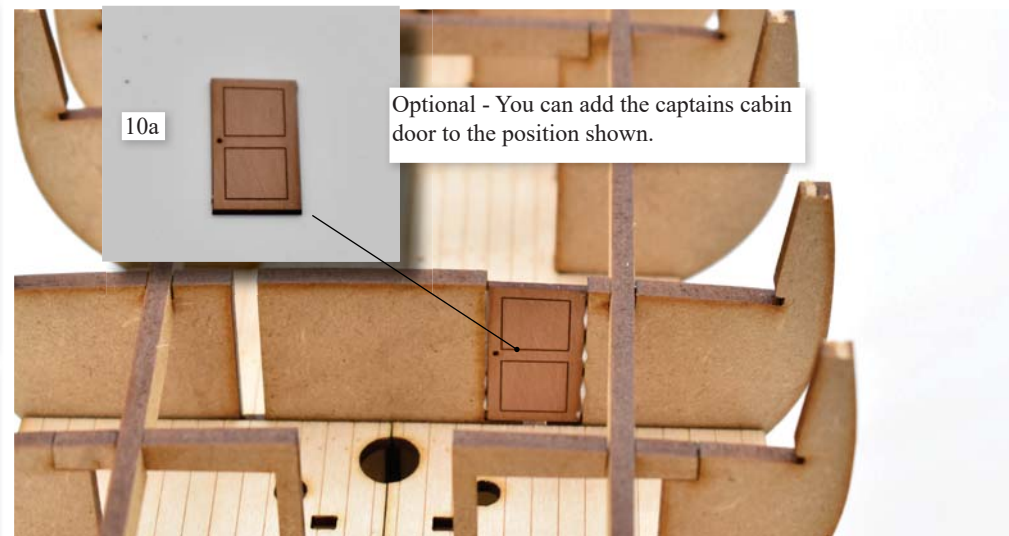 10a
Optional - You can add the captains cabin
door to the position shown.